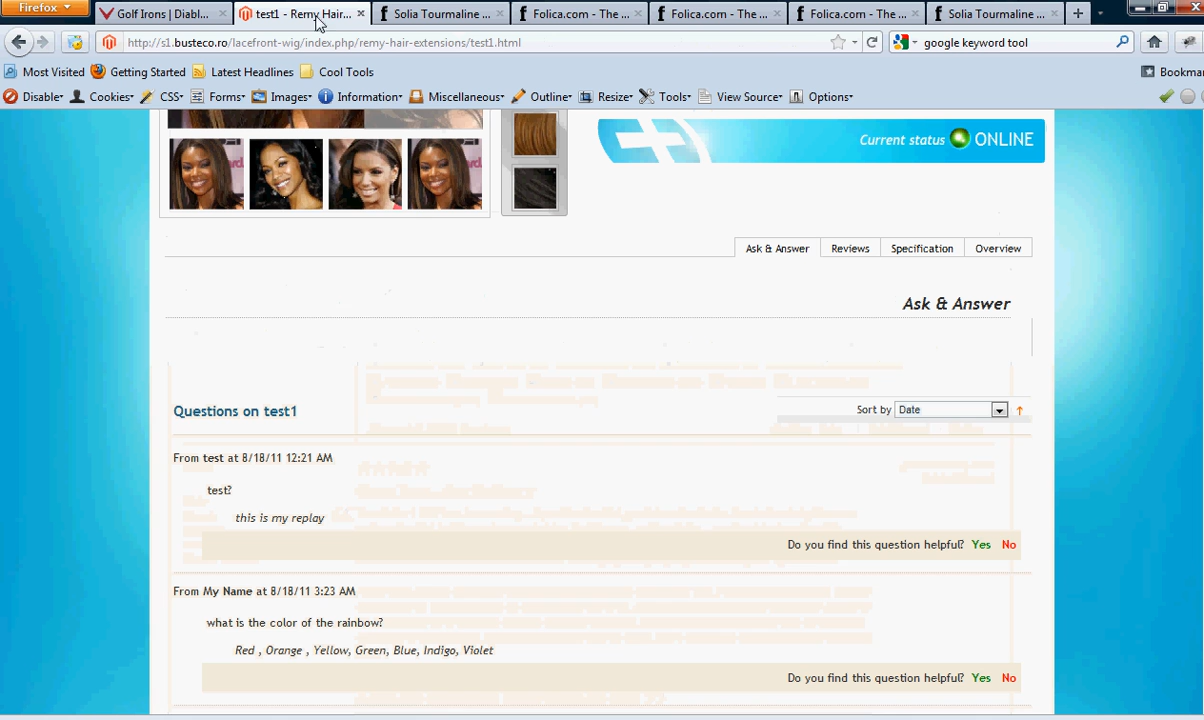 Firefox
Golf Irons | Diabl...
test1 - Remy Hair...
Solia Tourmaline ...
Folica.com - The ...
Folica.com - The ...
Folica.com - The ...
Solia Tourmaline ...
http://s1.busteco.ro/lacefront-wig/index.php/remy-hair-extensions/test1.html
google keyword tool
Most Visited Getting Started Latest Headlines Cool Tools
Disable Cookies CSS Forms Images Information Miscellaneous Outline Resize Tools View Source Options
Current status ONLINE
Ask & Answer Reviews Specification Overview
Ask & Answer
Questions on test1
Sort by Date
From test at 8/18/11 12:21 AM
test?
this is my replay
Do you find this question helpful? Yes No
From My Name at 8/18/11 3:23 AM
what is the color of the rainbow?
Red , Orange , Yellow, Green, Blue, Indigo, Violet
Do you find this question helpful? Yes No